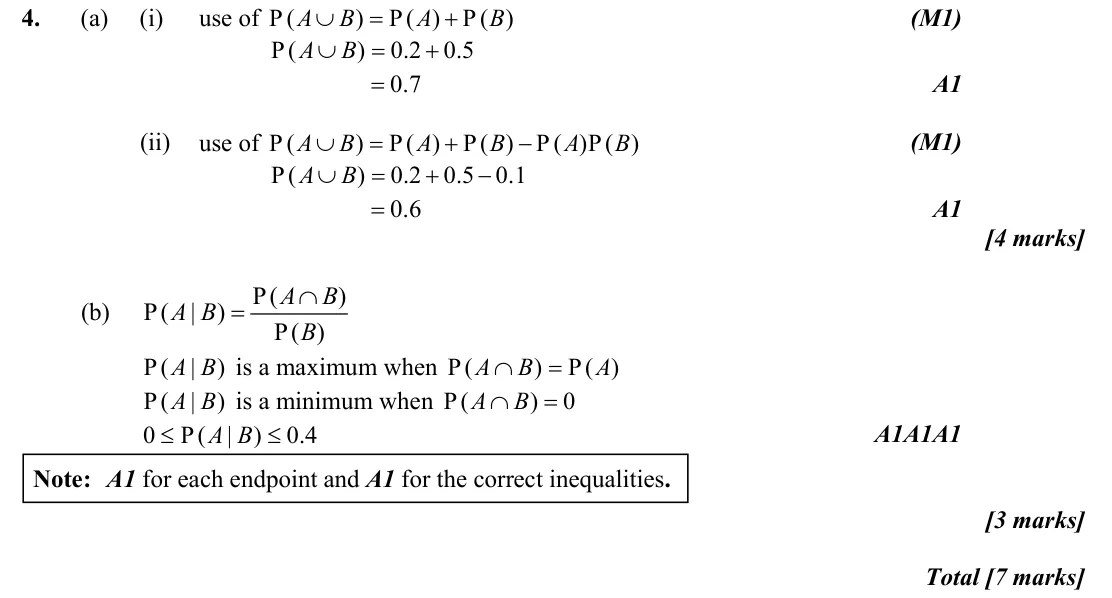 4. (a) (i) use of P(A ∪ B) = P(A) + P(B) (M1)
P(A ∪ B) = 0.2 + 0.5
= 0.7 A1
(ii) use of P(A ∪ B) = P(A) + P(B) − P(A)P(B) (M1)
P(A ∪ B) = 0.2 + 0.5 − 0.1
= 0.6 A1
[4 marks]
(b) P(A | B) = P(A ∩ B) / P(B)
P(A | B) is a maximum when P(A ∩ B) = P(A)
P(A | B) is a minimum when P(A ∩ B) = 0
0 ≤ P(A | B) ≤ 0.4 A1A1A1
Note: A1 for each endpoint and A1 for the correct inequalities.
[3 marks]
Total [7 marks]